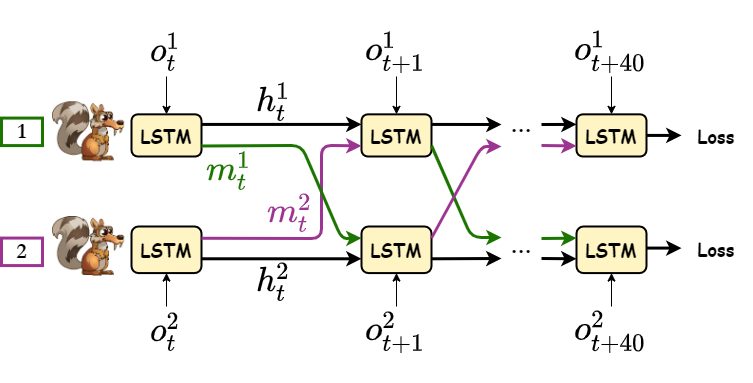 o_t^1 o_{t+1}^1 o_{t+40}^1
h_t^1
1 LSTM LSTM ... LSTM Loss
m_t^1
m_t^2
2 LSTM LSTM ... LSTM Loss
h_t^2
o_t^2 o_{t+1}^2 o_{t+40}^2